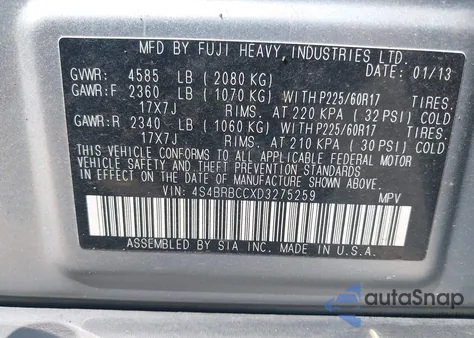 MFD BY FUJI HEAVY INDUSTRIES LTD.
DATE: 01/13
GVWR: 4585 LB (2080 KG)
GAWR:F 2360 LB (1070 KG) WITH P225/60R17 TIRES.
17X7J RIMS. AT 220 KPA (32 PSI) COLD
GAWR:R 2340 LB (1060 KG) WITH P225/60R17 TIRES.
17X7J RIMS. AT 210 KPA (30 PSI) COLD
THIS VEHICLE CONFORMS TO ALL APPLICABLE FEDERAL MOTOR
VEHICLE SAFETY AND THEFT PREVENTION STANDARDS
IN EFFECT ON THE DATE OF MANUFACTURE SHOWN ABOVE.
VIN: 4S4BRBCCXD3275259 MPV
ASSEMBLED BY SIA INC. MADE IN U.S.A.
autoSnap